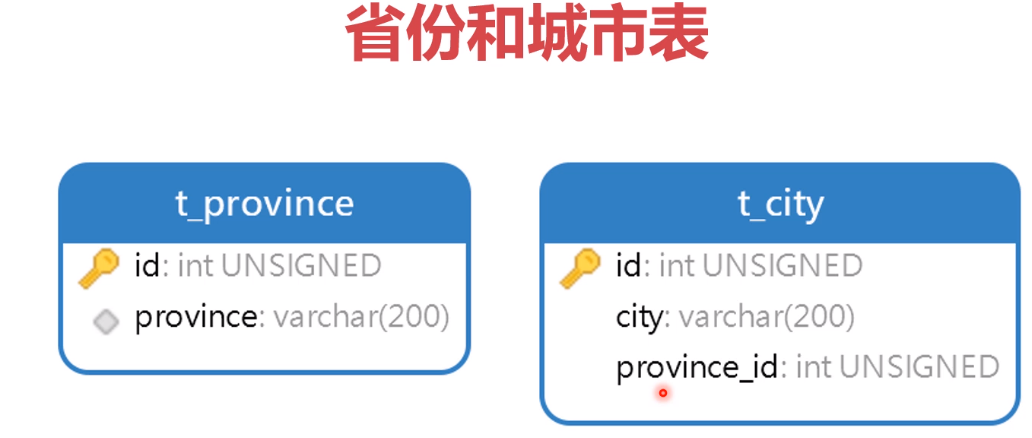 省份和城市表
t_province
id: int UNSIGNED
province: varchar(200)
t_city
id: int UNSIGNED
city: varchar(200)
province_id: int UNSIGNED